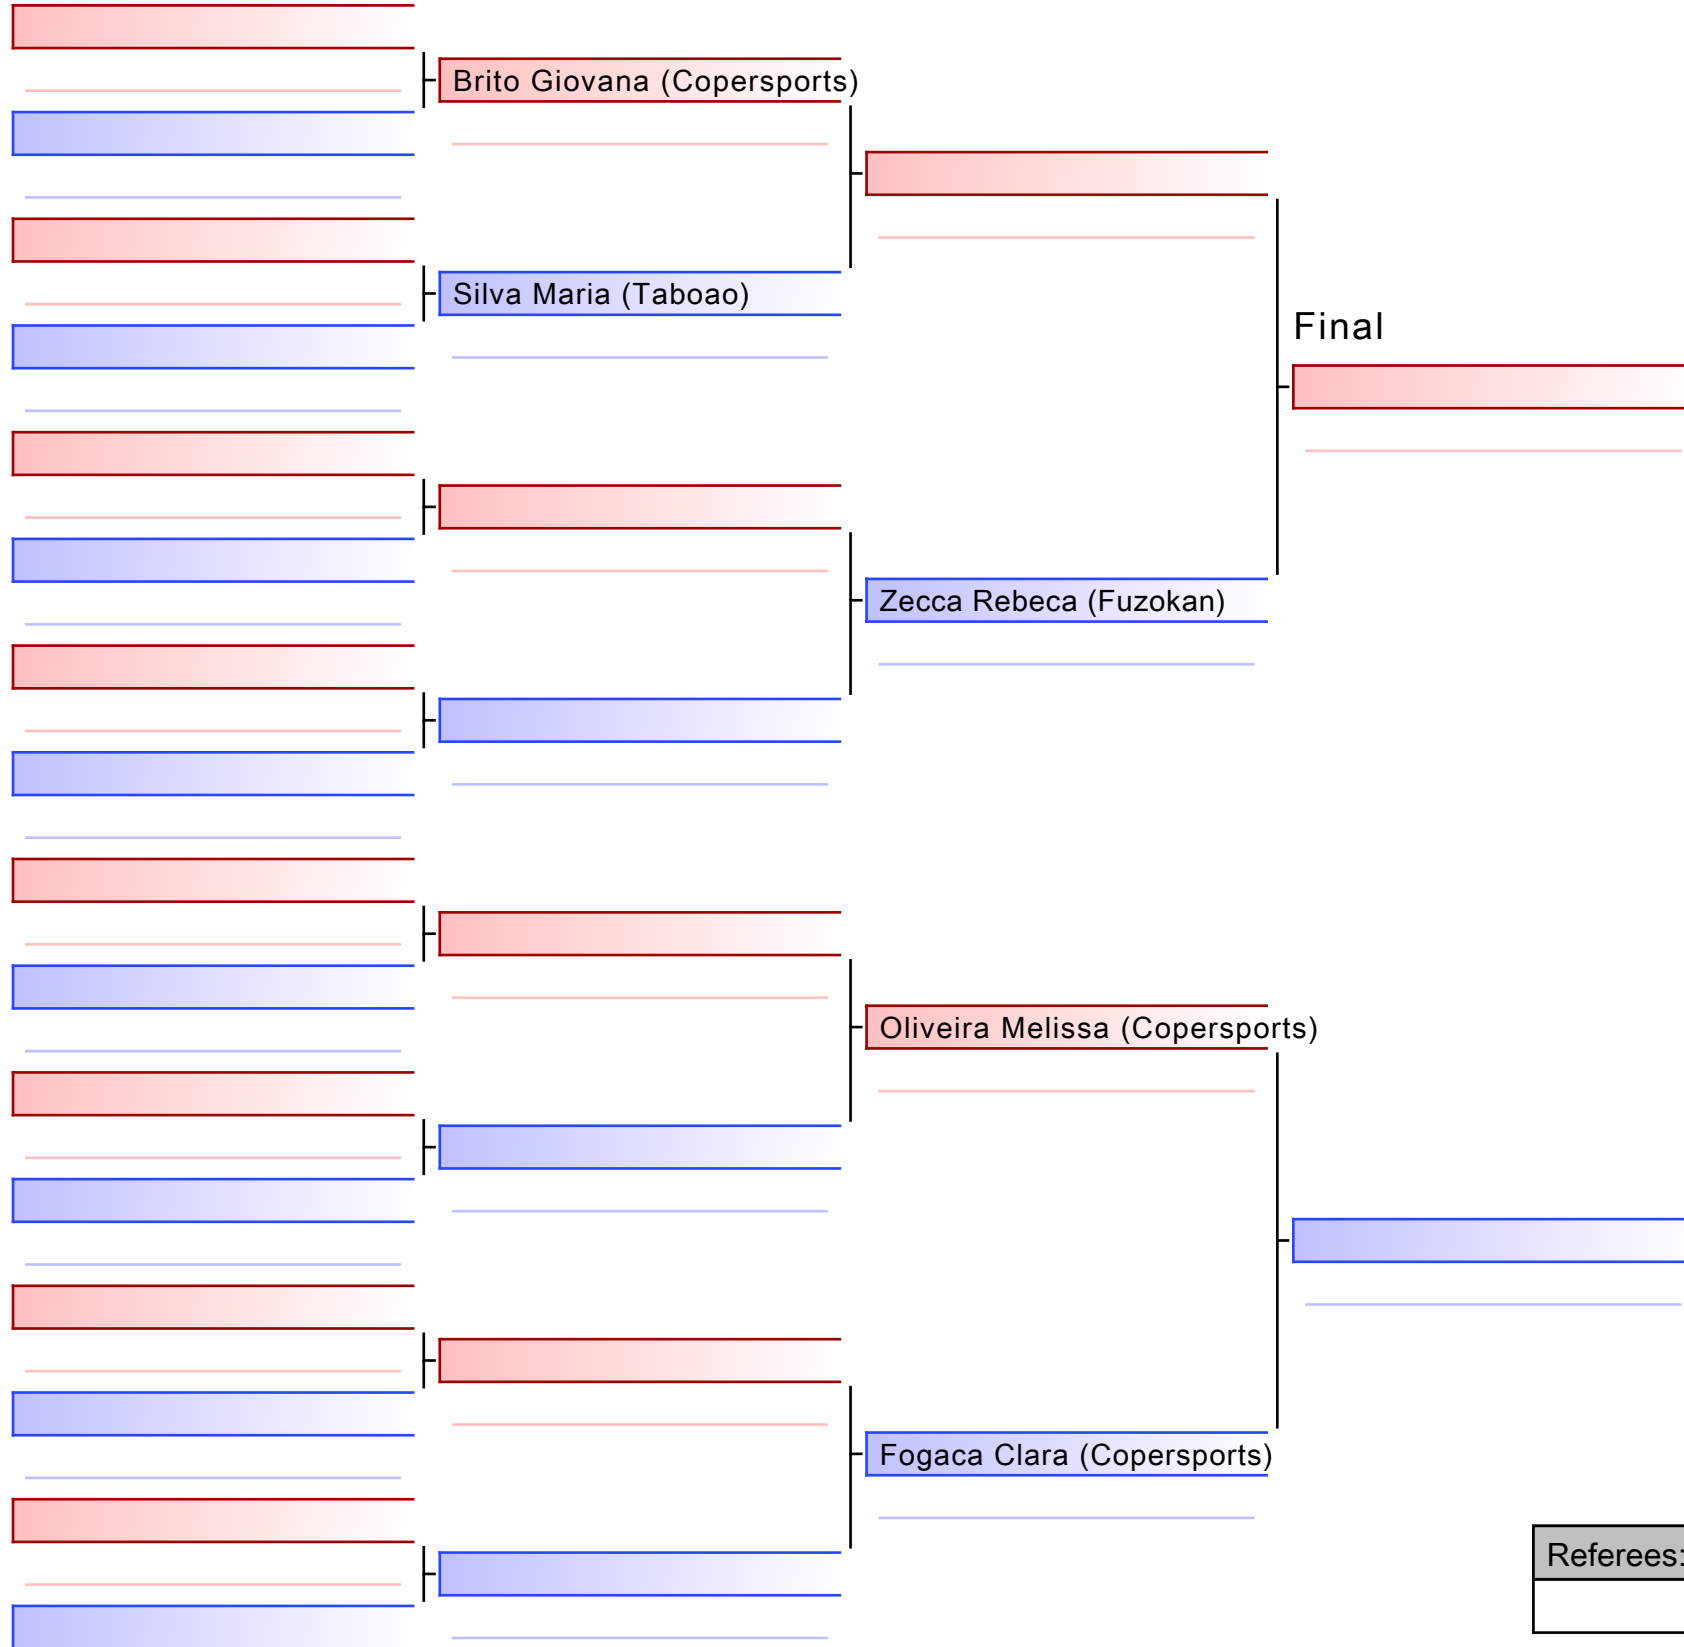 Brito Giovana (Copersports)
Silva Maria (Taboao)
Final
Zecca Rebeca (Fuzokan)
Oliveira Melissa (Copersports)
Fogaca Clara (Copersports)
Referees: